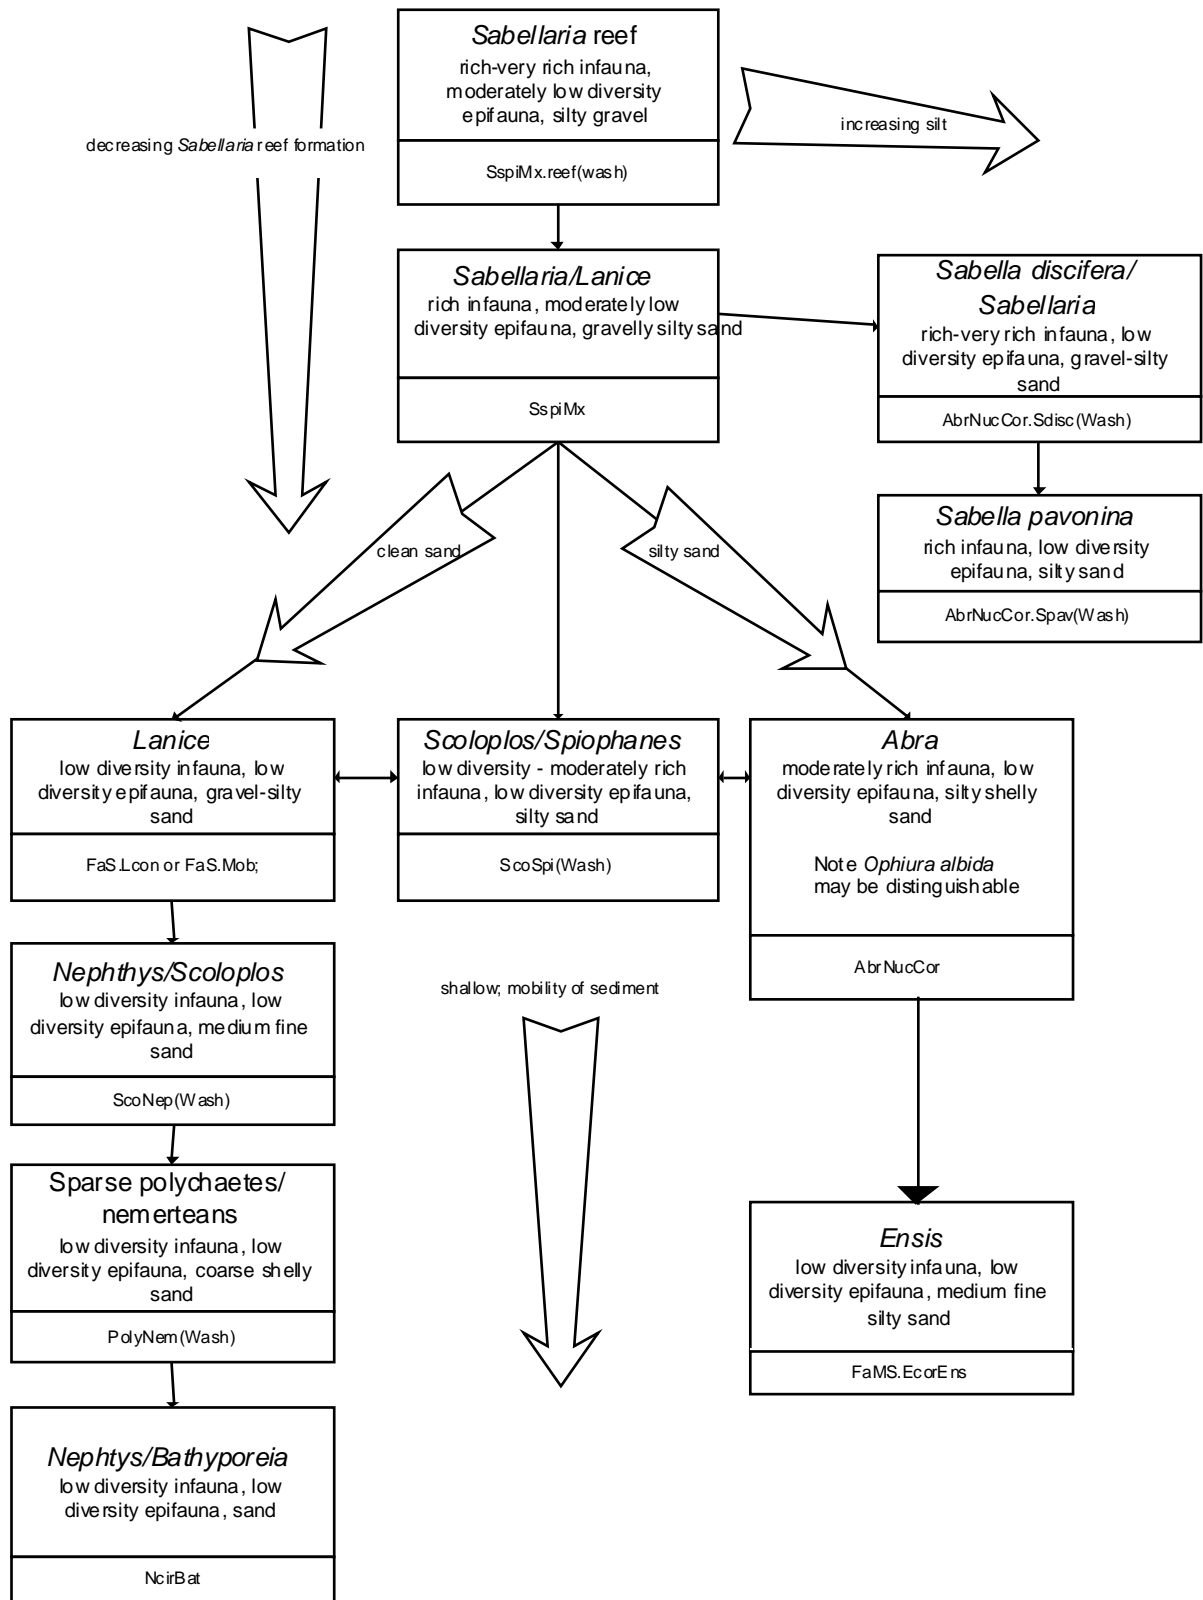 Sabellaria reef
rich-very rich infauna,
moderately low diversity
epifauna, silty gravel
SspiMx.reef(wash)
decreasing Sabellaria reef formation
increasing silt
Sabellaria/Lanice
rich infauna, moderately low
diversity epifauna, gravelly silty sand
SspiMx
Sabella discifera/
Sabellaria
rich-very rich infauna, low
diversity epifauna, gravel-silty
sand
AbrNucCor.Sdisc(Wash)
Sabella pavonina
rich infauna, low diversity
epifauna, silty sand
AbrNucCor.Spav(Wash)
clean sand
silty sand
Lanice
low diversity infauna, low
diversity epifauna, gravel-silty
sand
FaS.Lcon or FaS.Mob;
Scoloplos/Spiophanes
low diversity - moderately rich
infauna, low diversity epifauna,
silty sand
ScoSpi(Wash)
Abra
moderately rich infauna, low
diversity epifauna, silty shelly
sand
Note Ophiura albida
may be distinguishable
AbrNucCor
Nephthys/Scoloplos
low diversity infauna, low
diversity epifauna, medium fine
sand
ScoNep(Wash)
shallow; mobility of sediment
Sparse polychaetes/
nemerteans
low diversity infauna, low
diversity epifauna, coarse shelly
sand
PolyNem(Wash)
Ensis
low diversity infauna, low
diversity epifauna, medium fine
silty sand
FaMS.EcorEns
Nephtys/Bathyporeia
low diversity infauna, low
diversity epifauna, sand
NcirBat